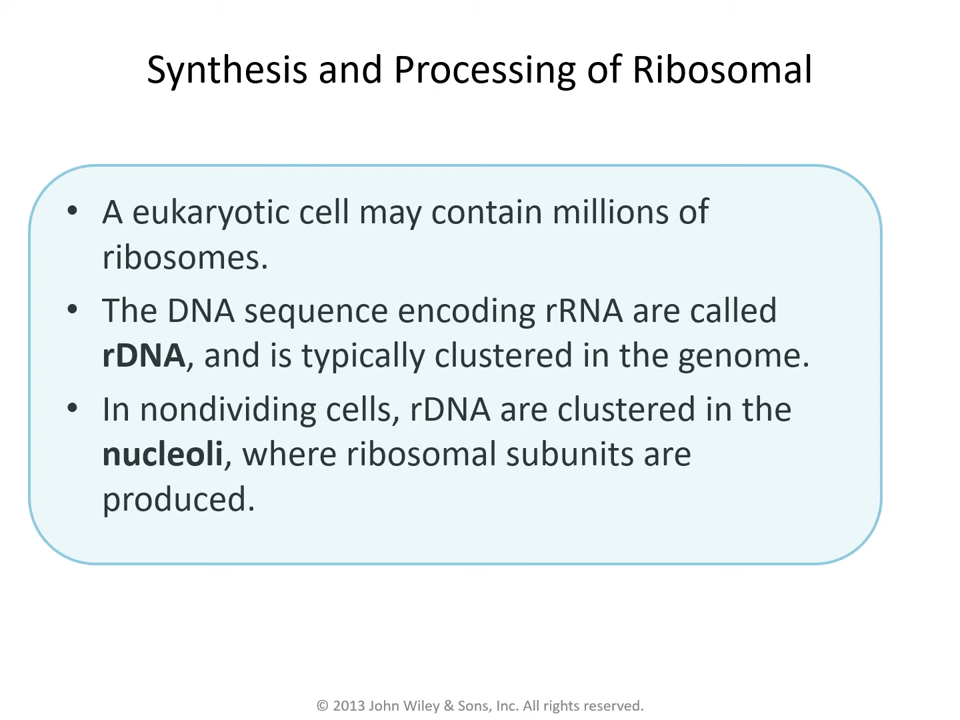 Synthesis and Processing of Ribosomal
• A eukaryotic cell may contain millions of
ribosomes.
• The DNA sequence encoding rRNA are called
rDNA, and is typically clustered in the genome.
• In nondividing cells, rDNA are clustered in the
nucleoli, where ribosomal subunits are
produced.
© 2013 John Wiley & Sons, Inc. All rights reserved.